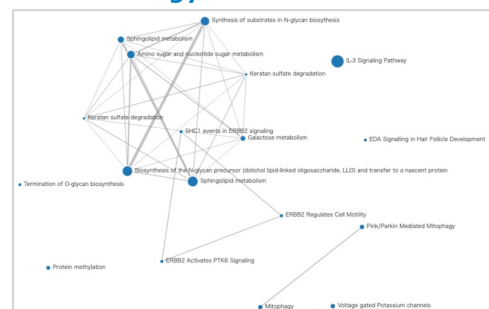 Synthesis of substrates in N-glycan biosythesis
Sphingolipid metabolism
Amino sugar and nucleotide sugar metabolism
IL-3 Signaling Pathway
Keratan sulfate degradation
Keratan sulfate degradation
SHC1 events in ERBB2 signaling
Galactose metabolism
EDA Signalling in Hair Follicle Development
Biosynthesis of the N-glycan precursor (dolichol lipid-linked oligosaccharide, LLO) and transfer to a nascent protein
Sphingolipid metabolism
Termination of O-glycan biosynthesis
ERBB2 Regulates Cell Motility
Pink/Parkin Mediated Mitophagy
ERBB2 Activates PTK6 Signaling
Protein methylation
Mitophagy
Voltage gated Potassium channels